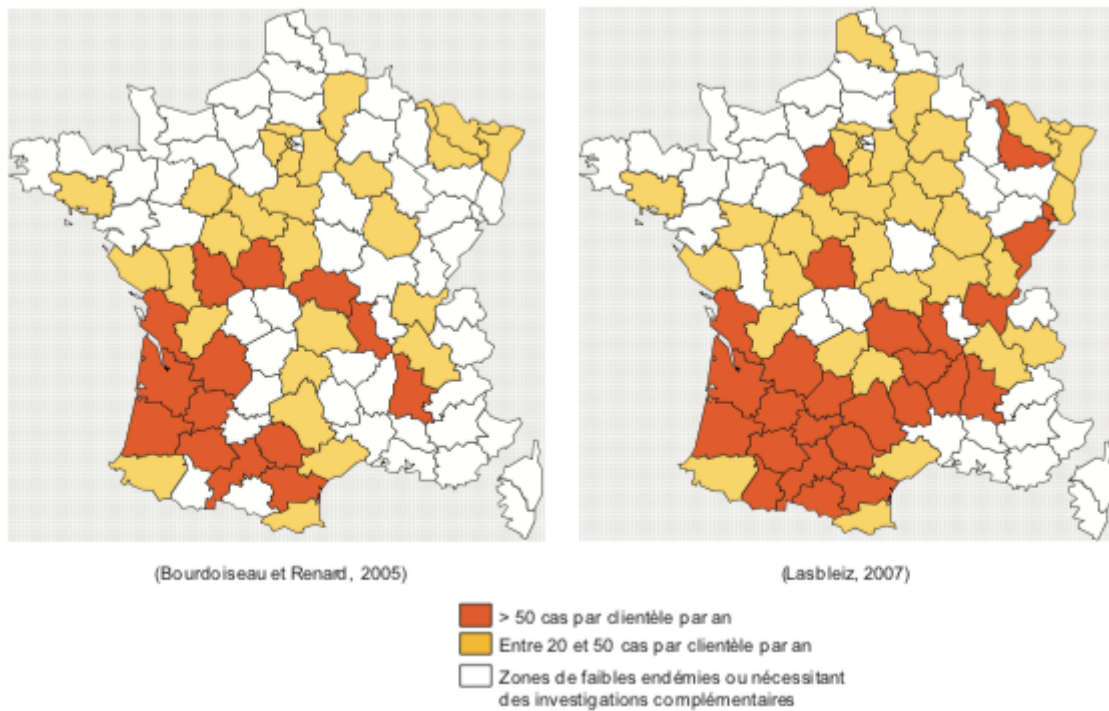 (Bourdoiseau et Renard, 2005)
(Lasbleiz, 2007)
> 50 cas par clientèle par an
Entre 20 et 50 cas par clientèle par an
Zones de faibles endémies ou nécessitant
des investigations complémentaires